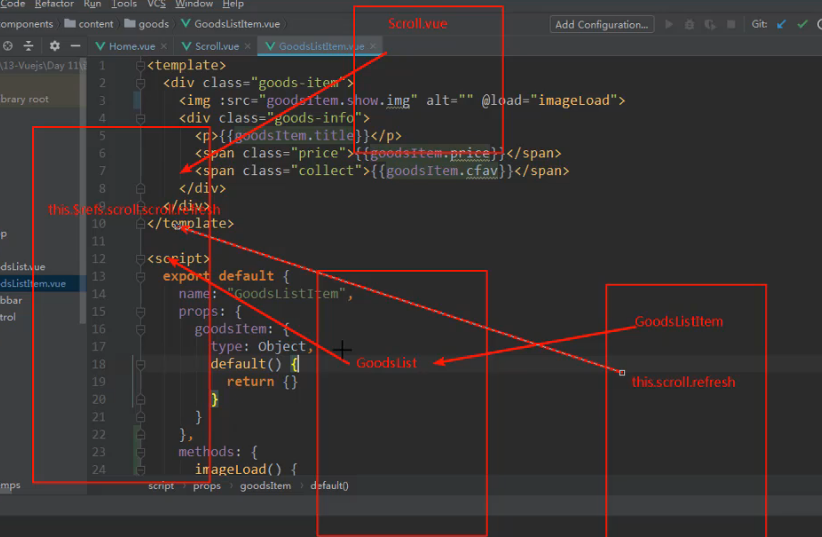 Code Refactor Run Tools VCS Window Help
components content goods GoodsListItem.vue Add Configuration... Git:
Home.vue Scroll.vue GoodsListItem.vue
\13-Vuejs\Day 11\
brary root
dsList.vue
dsListItem.vue
bbar
trol
mps
1 <template>
2 <div class="goods-item">
3 <img :src="goodsItem.show.img" alt="" @load="imageLoad">
4 <div class="goods-info">
5 <p>{{goodsItem.title}}</p>
6 <span class="price">{{goodsItem.price}}</span>
7 <span class="collect">{{goodsItem.cfav}}</span>
8 </div>
9 </div>
10 </template>
11
12 <script>
13 export default {
14 name: "GoodsListItem",
15 props: {
16 goodsItem: {
17 type: Object,
18 default() {
19 return {}
20 }
21 }
22 },
23 methods: {
24 imageLoad() {
script props goodsItem default()
Scroll.vue
this.$refs.scroll.scroll.refresh
GoodsList
GoodsListItem
this.scroll.refresh